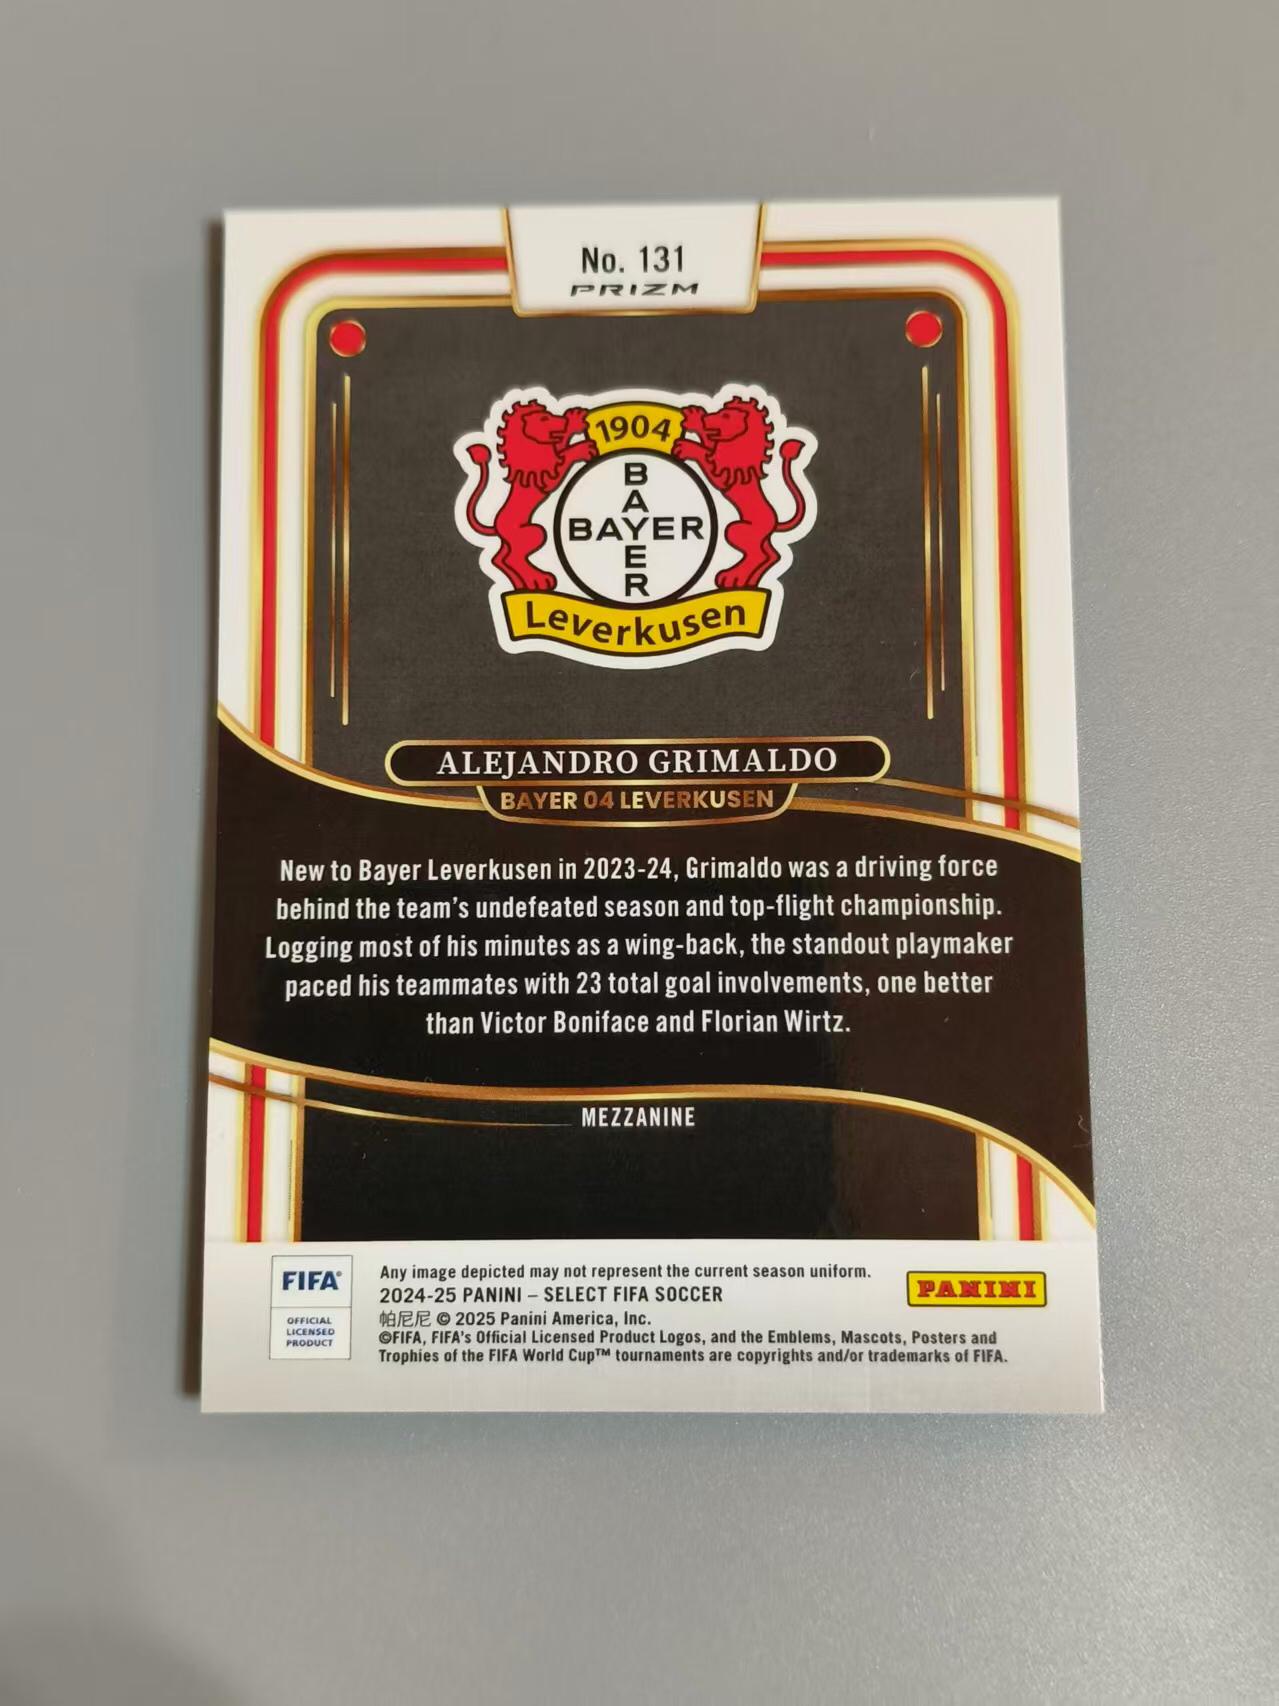 No. 131
PRIZM
1904
BAYER
BAYER
Leverkusen
ALEJANDRO GRIMALDO
BAYER 04 LEVERKUSEN
New to Bayer Leverkusen in 2023-24, Grimaldo was a driving force
behind the team's undefeated season and top-flight championship.
Logging most of his minutes as a wing-back, the standout playmaker
paced his teammates with 23 total goal involvements, one better
than Victor Boniface and Florian Wirtz.
MEZZANINE
FIFA®
OFFICIAL
LICENSED
PRODUCT
Any image depicted may not represent the current season uniform.
2024-25 PANINI – SELECT FIFA SOCCER
帕尼尼 © 2025 Panini America, Inc.
©FIFA, FIFA's Official Licensed Product Logos, and the Emblems, Mascots, Posters and
Trophies of the FIFA World Cup™ tournaments are copyrights and/or trademarks of FIFA.
PANINI